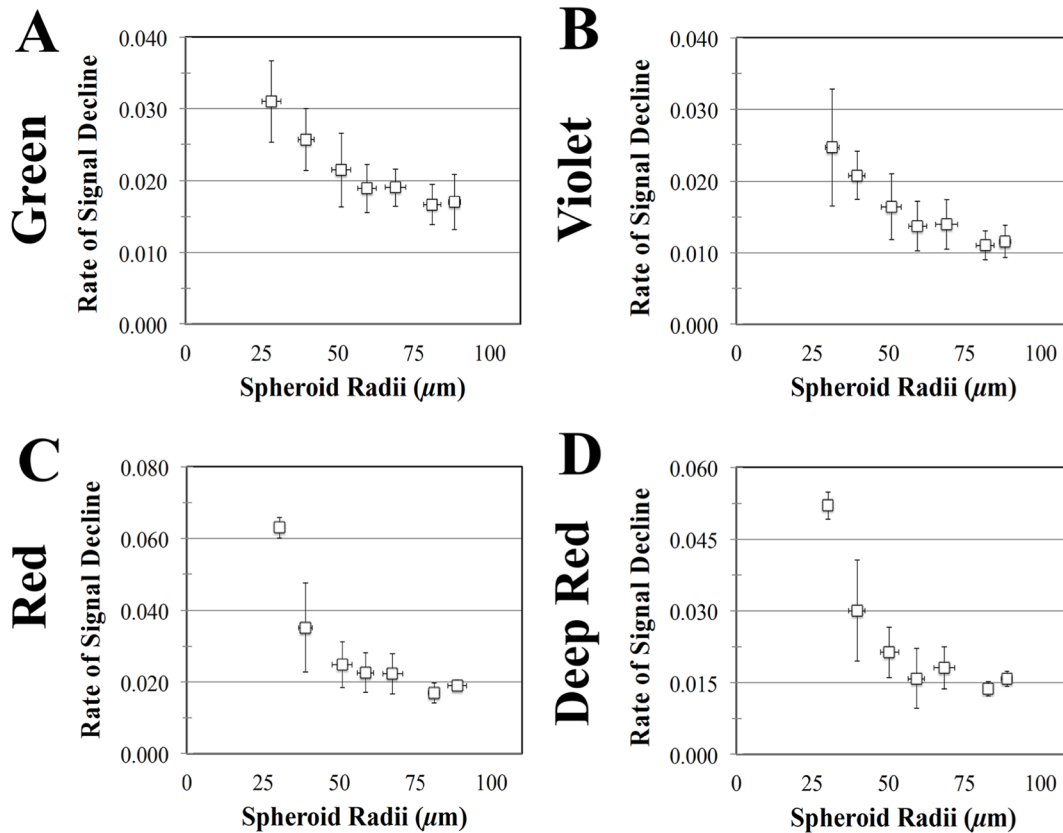 A
Green
Rate of Signal Decline
0.040
0.030
0.020
0.010
0.000
0 25 50 75 100
Spheroid Radii (μm)
B
Violet
Rate of Signal Decline
0.040
0.030
0.020
0.010
0.000
0 25 50 75 100
Spheroid Radii (μm)
C
Red
Rate of Signal Decline
0.080
0.060
0.040
0.020
0.000
0 25 50 75 100
Spheroid Radii (μm)
D
Deep Red
Rate of Signal Decline
0.060
0.045
0.030
0.015
0.000
0 25 50 75 100
Spheroid Radii (μm)